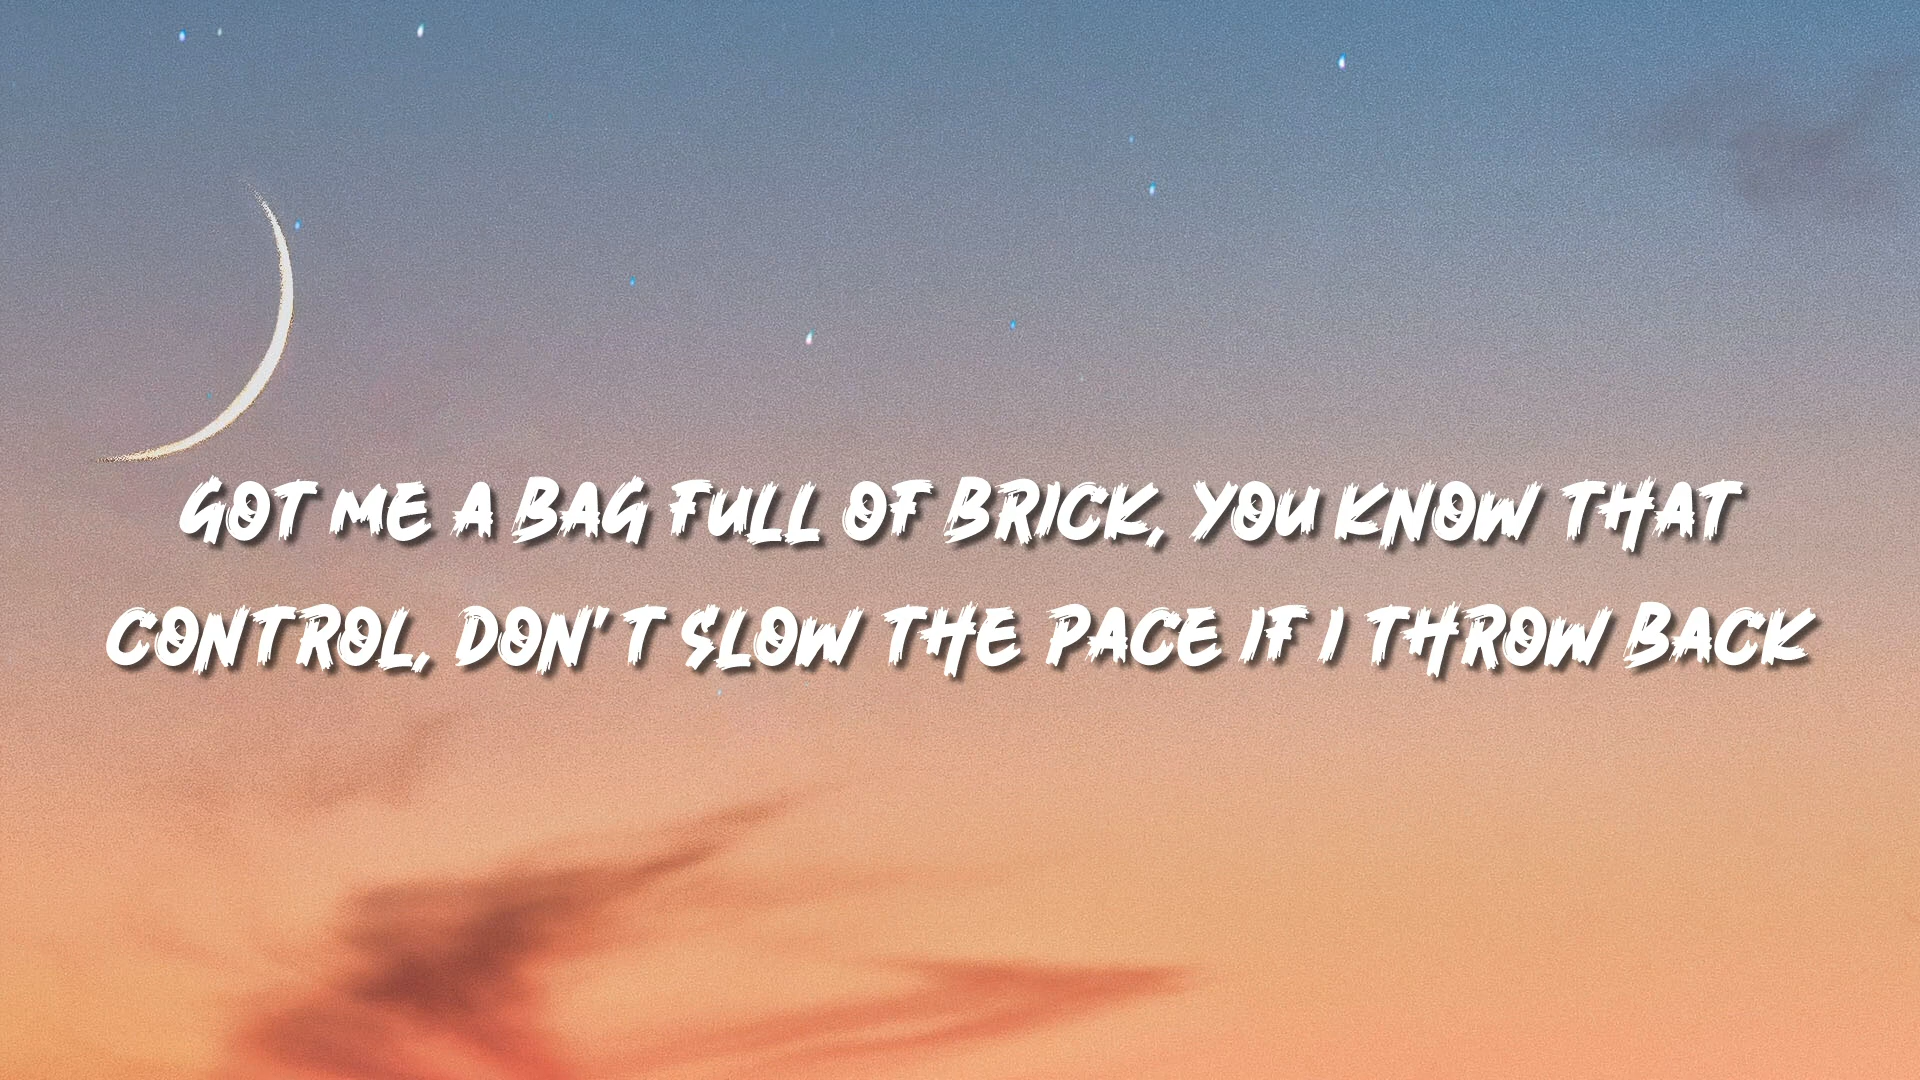 GOT ME A BAG FULL OF BRICK, YOU KNOW THAT
CONTROL, DON'T SLOW THE PACE IF I THROW BACK